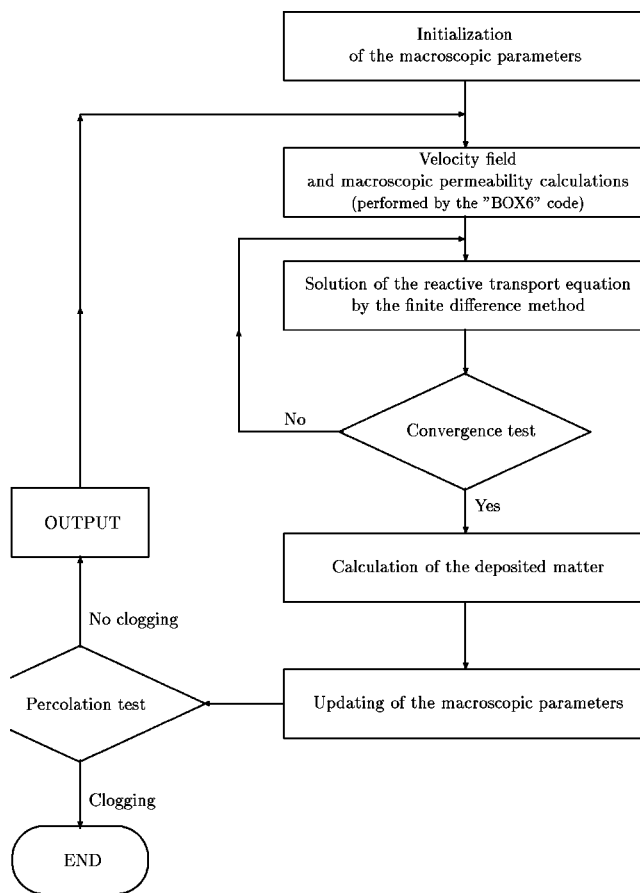 Initialization
of the macroscopic parameters
Velocity field
and macroscopic permeability calculations
(performed by the "BOX6" code)
Solution of the reactive transport equation
by the finite difference method
Convergence test
No
Yes
Calculation of the deposited matter
Updating of the macroscopic parameters
Percolation test
No clogging
OUTPUT
Clogging
END